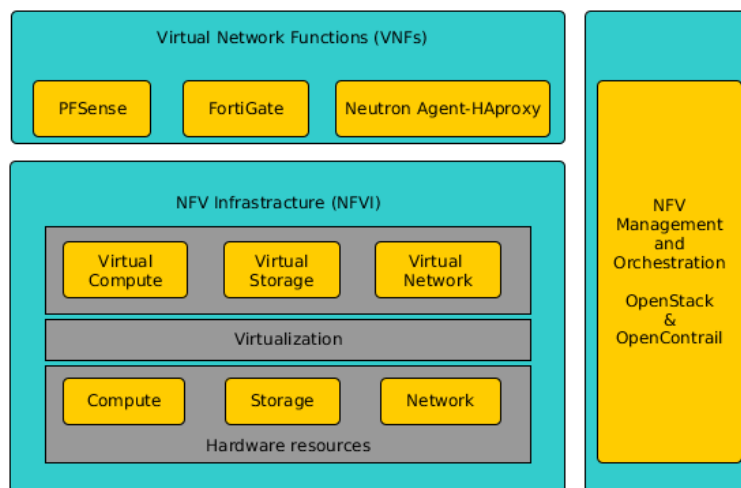 Virtual Network Functions (VNFs)
PFSense
FortiGate
Neutron Agent-HAproxy
NFV Infrastracture (NFVI)
Virtual
Compute
Virtual
Storage
Virtual
Network
Virtualization
Compute
Storage
Network
Hardware resources
NFV
Management
and
Orchestration
OpenStack
&
OpenContrail